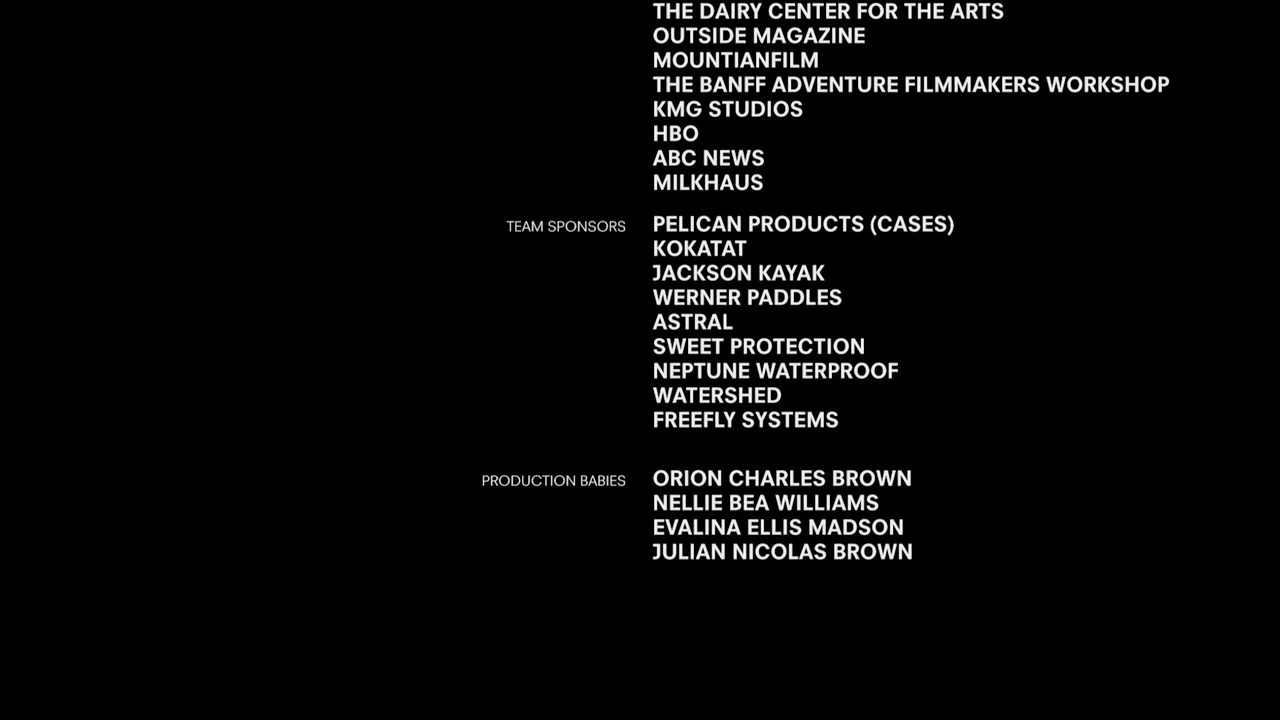 THE DAIRY CENTER FOR THE ARTS
OUTSIDE MAGAZINE
MOUNTIANFILM
THE BANFF ADVENTURE FILMMAKERS WORKSHOP
KMG STUDIOS
HBO
ABC NEWS
MILKHAUS
TEAM SPONSORS PELICAN PRODUCTS (CASES)
KOKATAT
JACKSON KAYAK
WERNER PADDLES
ASTRAL
SWEET PROTECTION
NEPTUNE WATERPROOF
WATERSHED
FREEFLY SYSTEMS
PRODUCTION BABIES ORION CHARLES BROWN
NELLIE BEA WILLIAMS
EVALINA ELLIS MADSON
JULIAN NICOLAS BROWN